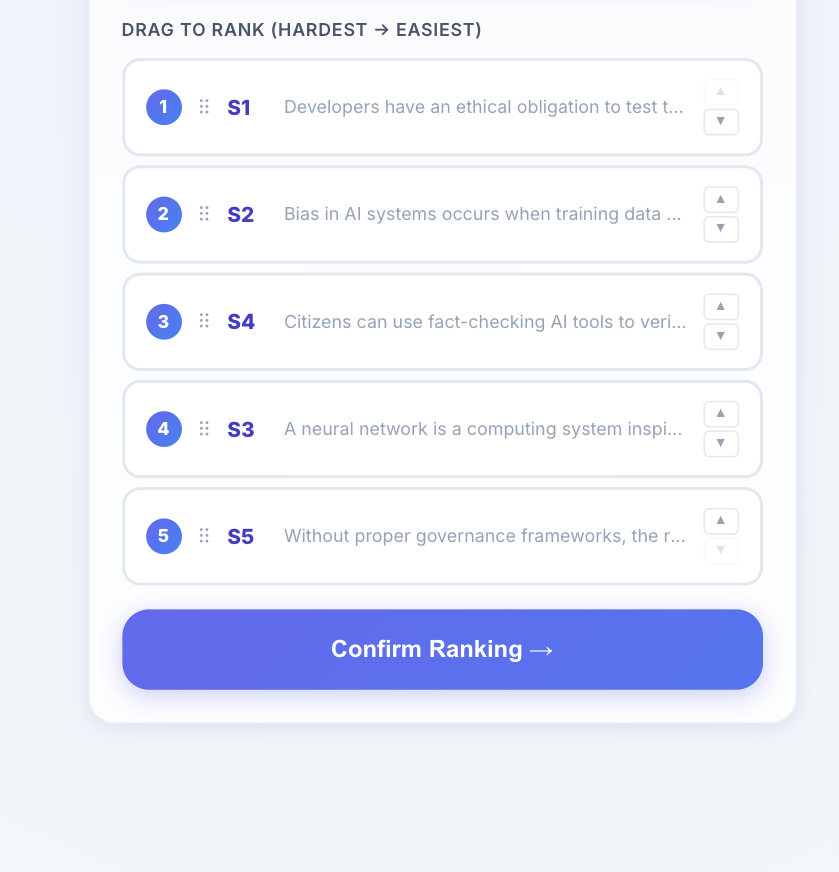 DRAG TO RANK (HARDEST → EASIEST)
1 S1 Developers have an ethical obligation to test t... ▲
▼
2 S2 Bias in AI systems occurs when training data ... ▲
▼
3 S4 Citizens can use fact-checking AI tools to veri... ▲
▼
4 S3 A neural network is a computing system inspi... ▲
▼
5 S5 Without proper governance frameworks, the r... ▲
▼
Confirm Ranking →